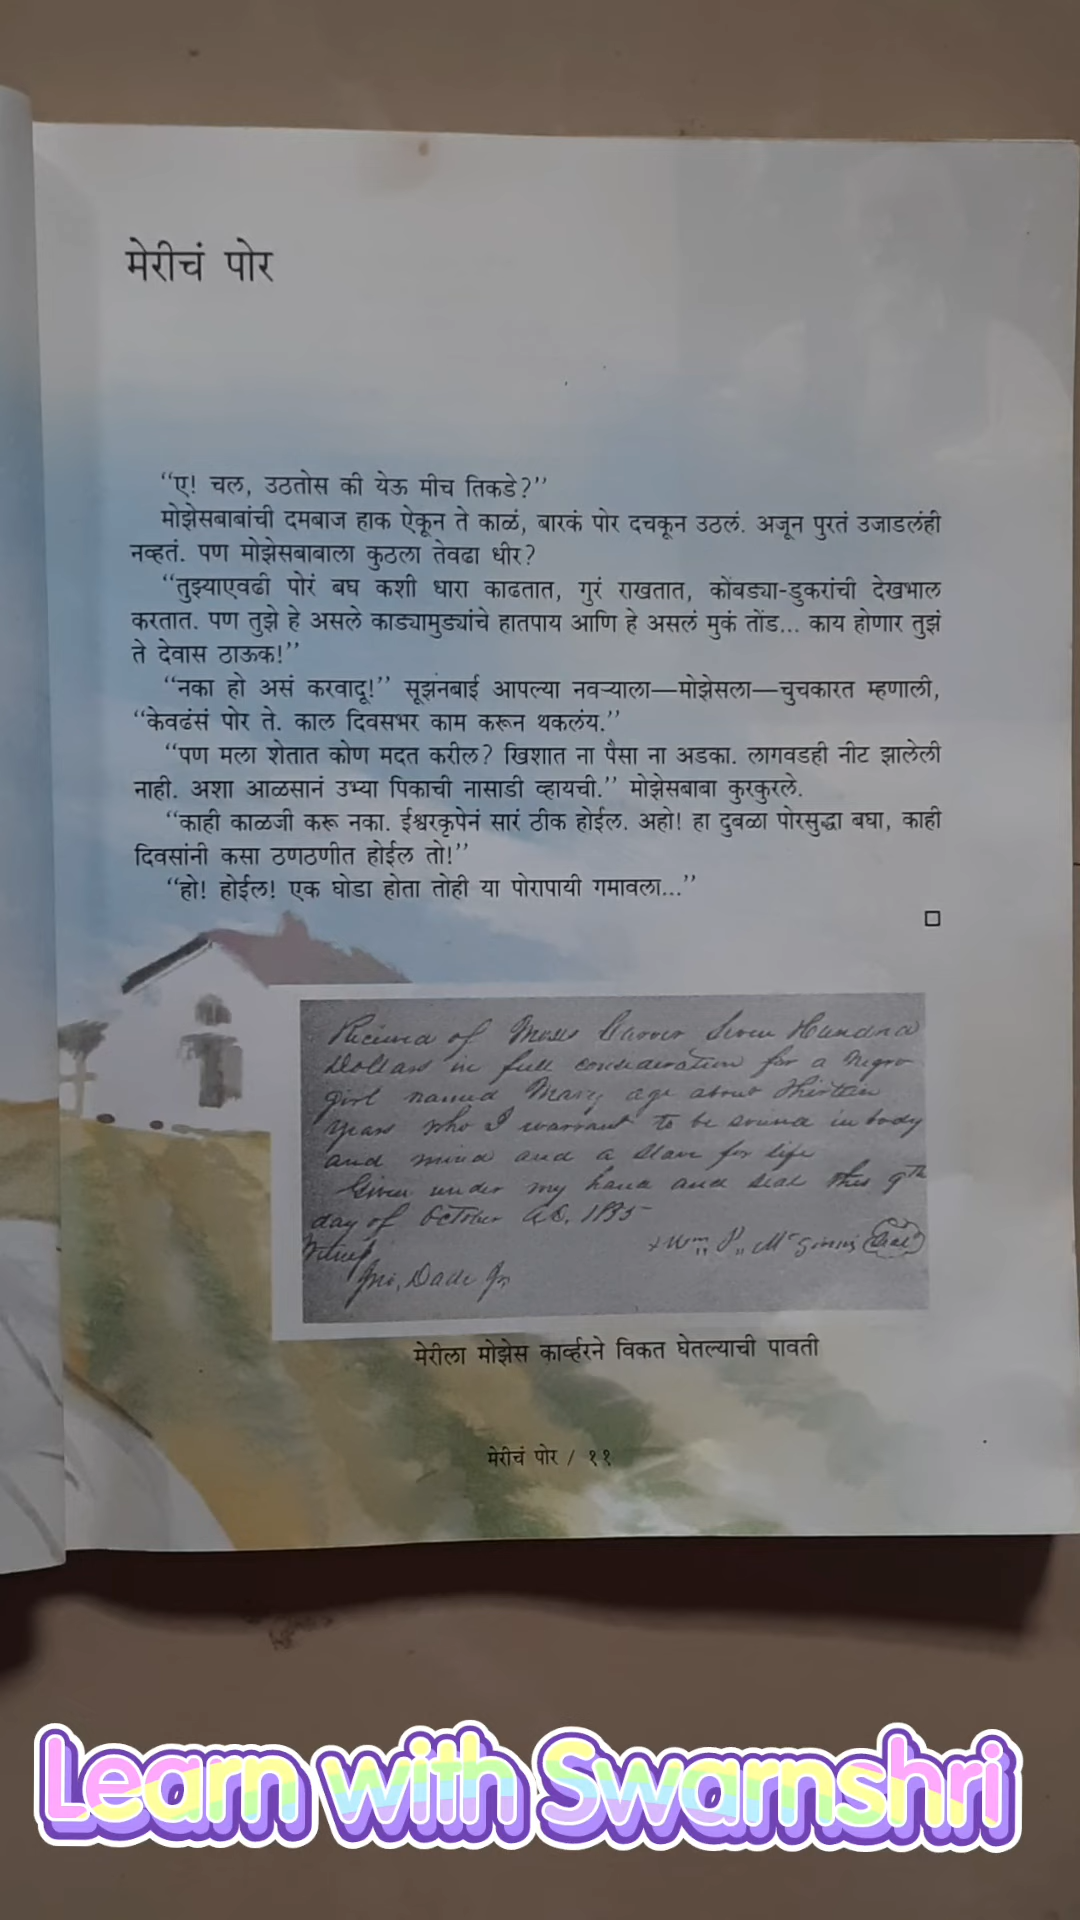 मेरीचं पोर
“ए! चल, उठतोस की येऊ मीच तिकडे?”
मोझेसबाबांची दमबाज हाक ऐकून ते काळं, बारकं पोर दचकून उठलं. अजून पुरतं उजाडलंही
नव्हतं. पण मोझेसबाबाला कुठला तेवढा धीर?
“तुझ्याएवढी पोरं बघ कशी धारा काढतात, गुरं राखतात, कोंबड्या-डुकरांची देखभाल
करतात. पण तुझे हे असले काड्यामुड्यांचे हातपाय आणि हे असलं मुकं तोंड... काय होणार तुझं
ते देवास ठाऊक!”
“नका हो असं करवादू!” सूझनबाई आपल्या नवऱ्याला—मोझेसला—चुचकारत म्हणाली,
“केवढंसं पोर ते. काल दिवसभर काम करून थकलंय.”
“पण मला शेतात कोण मदत करील? खिशात ना पैसा ना अडका. लागवडही नीट झालेली
नाही. अशा आळसानं उभ्या पिकाची नासाडी व्हायची.” मोझेसबाबा कुरकुरले.
“काही काळजी करू नका. ईश्वरकृपेनं सारं ठीक होईल. अहो! हा दुबळा पोरसुद्धा बघा, काही
दिवसांनी कसा ठणठणीत होईल तो!”
“हो! होईल! एक घोडा होता तोही या पोरापायी गमावला...”
Received of Moses Carver Seven Hundred
Dollars in full consideration for a Negro
girl named Mary age about Thirteen
years who I warrant to be sound in body
and mind and a slave for life
Given under my hand and seal this 9th
day of October A.D. 1855
Wm. P. McGinnis (Seal)
मेरीला मोझेस कार्व्हरने विकत घेतल्याची पावती
मेरीचं पोर / ११
Learn with Swarnshri